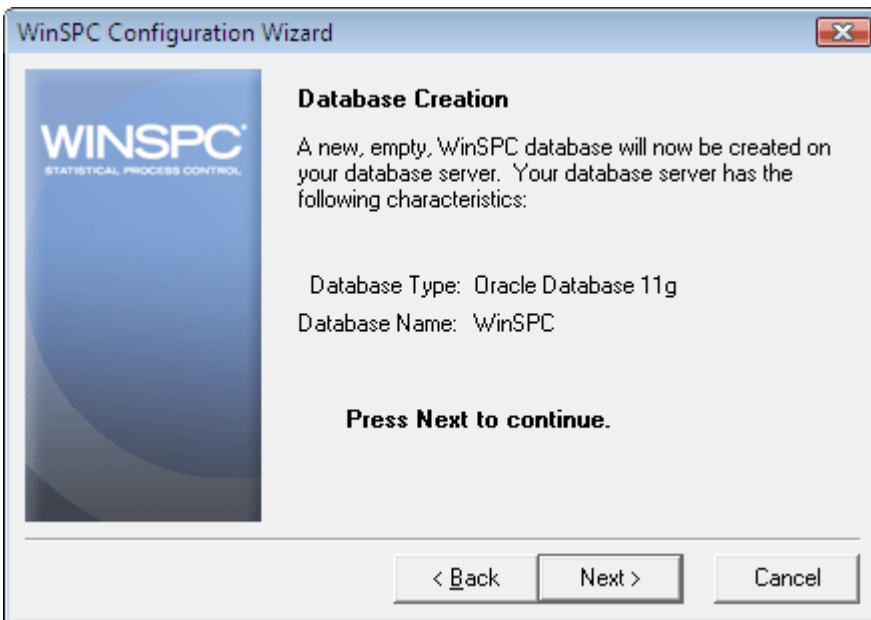 WinSPC Configuration Wizard
WINSPC
STATISTICAL PROCESS CONTROL
Database Creation
A new, empty, WinSPC database will now be created on
your database server. Your database server has the
following characteristics:
Database Type: Oracle Database 11g
Database Name: WinSPC
Press Next to continue.
< Back
Next >
Cancel